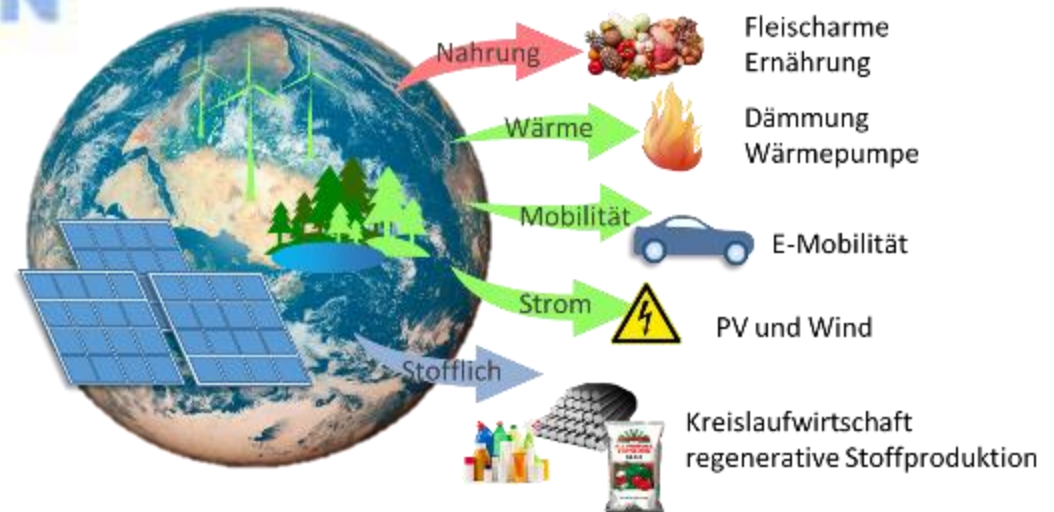 N
Nahrung
Fleischarme
Ernährung
Wärme
Dämmung
Wärmepumpe
Mobilität
E-Mobilität
Strom
PV und Wind
Stofflich
Kreislaufwirtschaft
regenerative Stoffproduktion